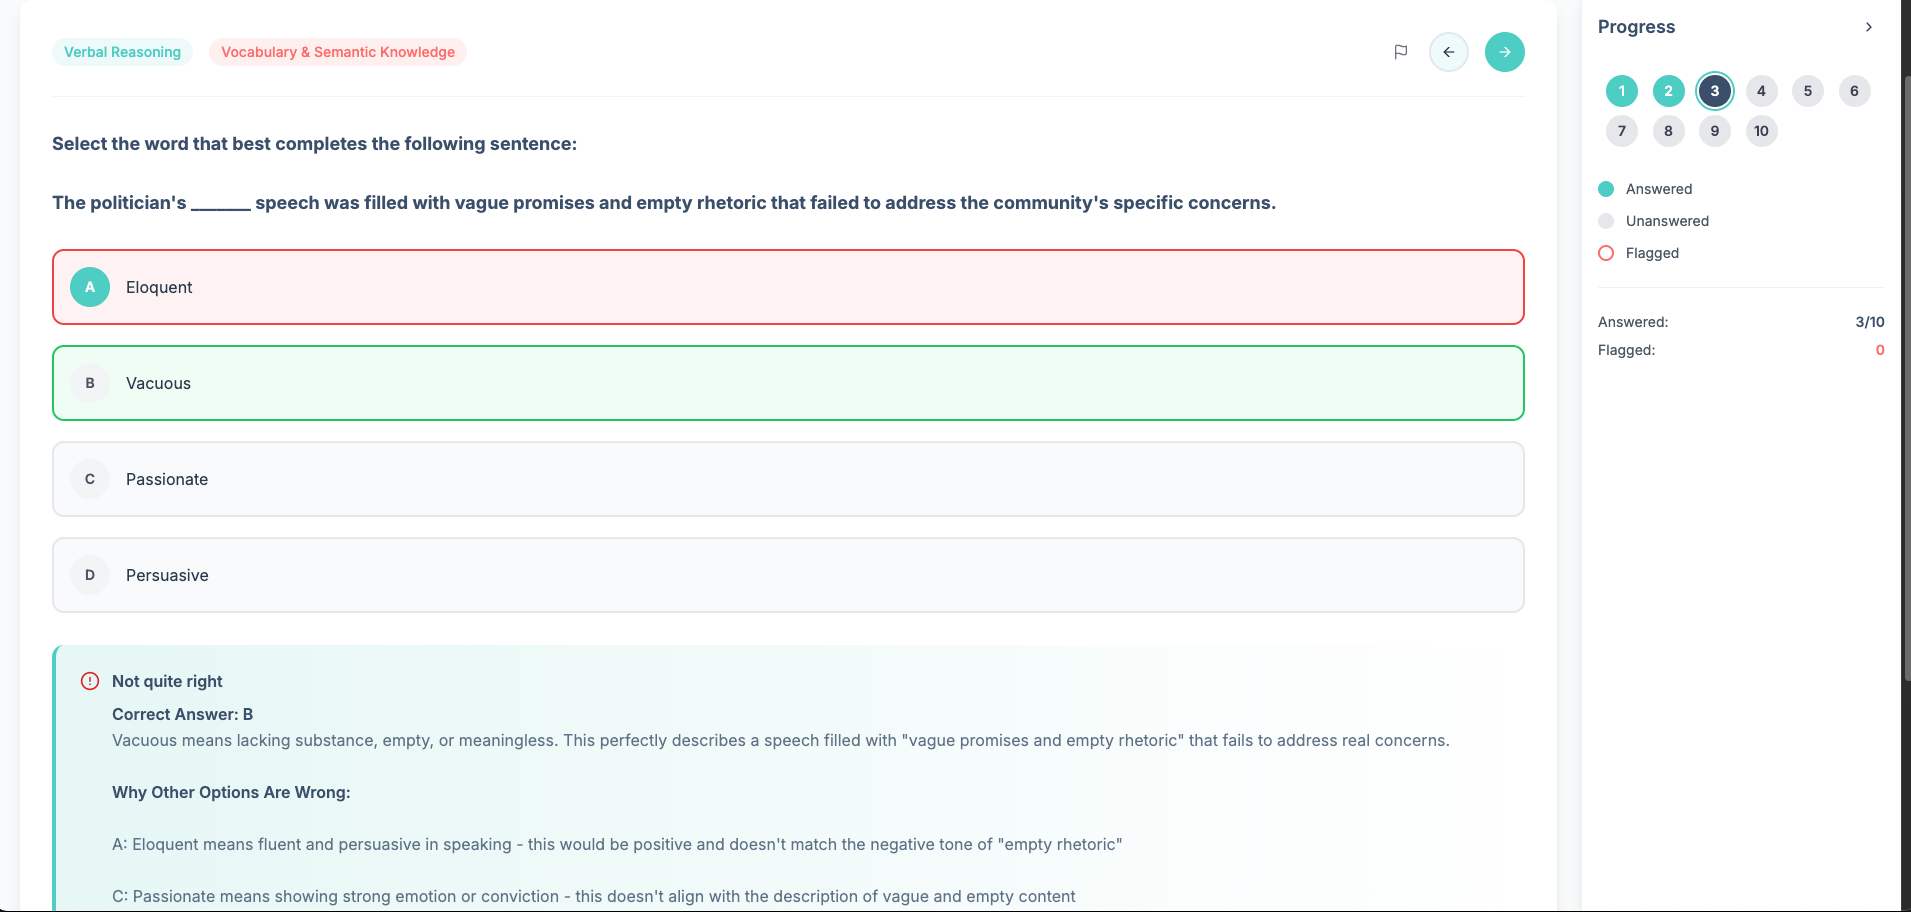 Verbal Reasoning
Vocabulary & Semantic Knowledge
Select the word that best completes the following sentence:
The politician's _______ speech was filled with vague promises and empty rhetoric that failed to address the community's specific concerns.
A
Eloquent
B
Vacuous
C
Passionate
D
Persuasive
Not quite right
Correct Answer: B
Vacuous means lacking substance, empty, or meaningless. This perfectly describes a speech filled with "vague promises and empty rhetoric" that fails to address real concerns.
Why Other Options Are Wrong:
A: Eloquent means fluent and persuasive in speaking - this would be positive and doesn't match the negative tone of "empty rhetoric"
C: Passionate means showing strong emotion or conviction - this doesn't align with the description of vague and empty content
Progress
1 2 3 4 5 6
7 8 9 10
Answered
Unanswered
Flagged
Answered: 3/10
Flagged: 0